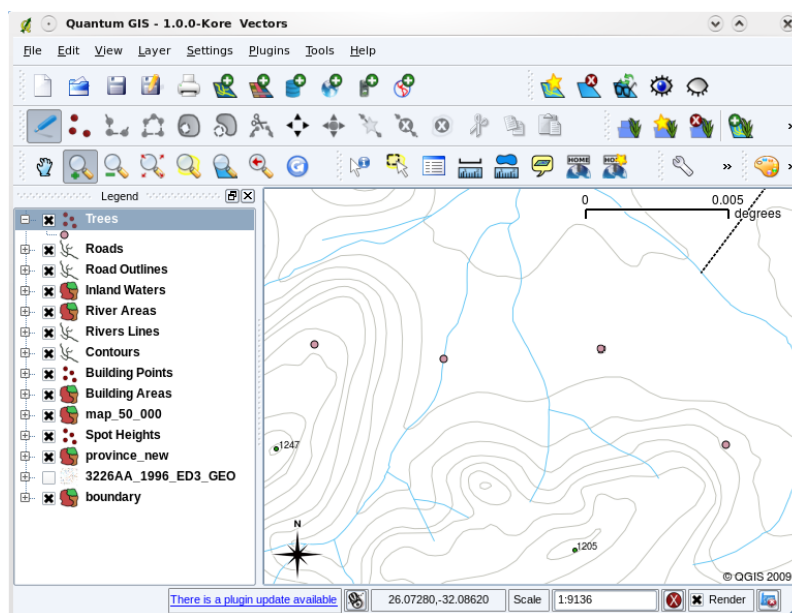 Quantum GIS - 1.0.0-Kore Vectors
File Edit View Layer Settings Plugins Tools Help
HOME HOME
Legend
Trees
Roads
Road Outlines
Inland Waters
River Areas
Rivers Lines
Contours
Building Points
Building Areas
map_50_000
Spot Heights
province_new
3226AA_1996_ED3_GEO
boundary
0 0.005
degrees
1247
1205
N
© QGIS 2009
There is a plugin update available 26.07280,-32.08620 Scale 1:9136 Render